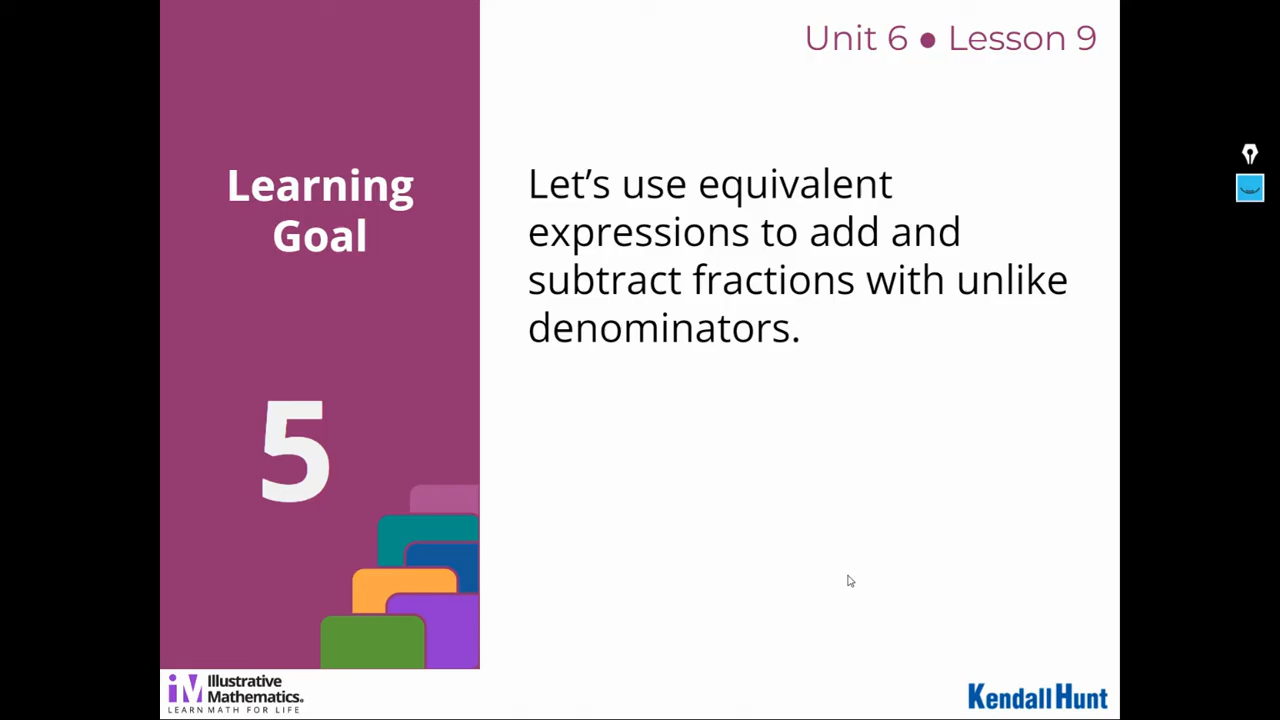 Unit 6 ● Lesson 9
Learning
Goal
5
Let's use equivalent
expressions to add and
subtract fractions with unlike
denominators.
iM Illustrative
Mathematics®
LEARN MATH FOR LIFE
Kendall Hunt